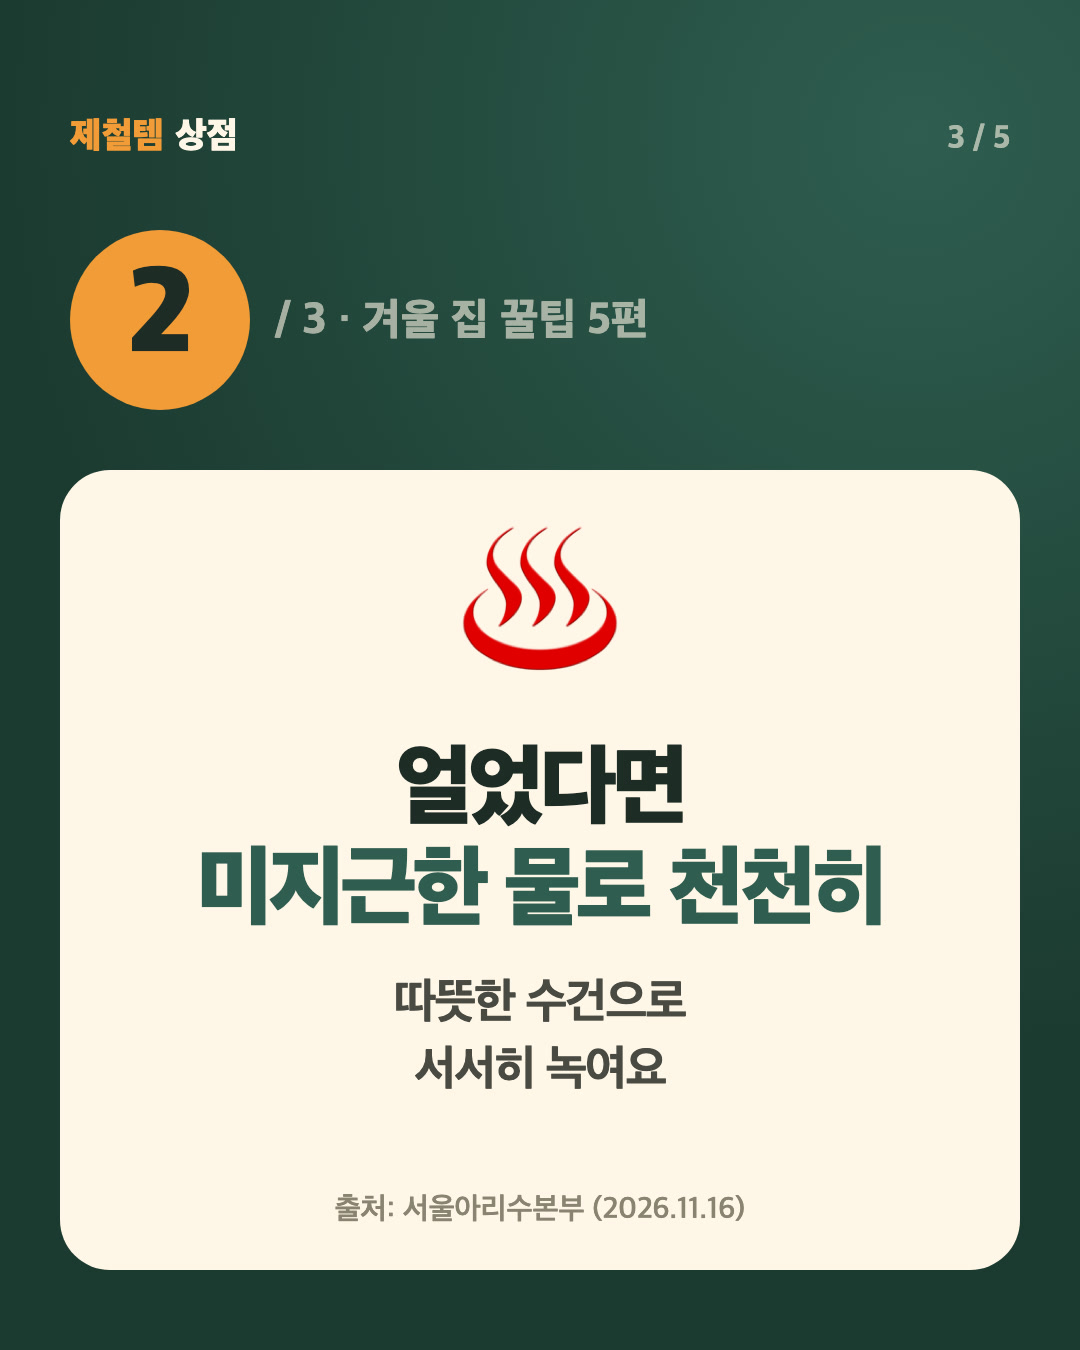 제철템 상점
3 / 5
2
/ 3 · 겨울 집 꿀팁 5편
얼었다면
미지근한 물로 천천히
따뜻한 수건으로
서서히 녹여요
출처: 서울아리수본부 (2026.11.16)